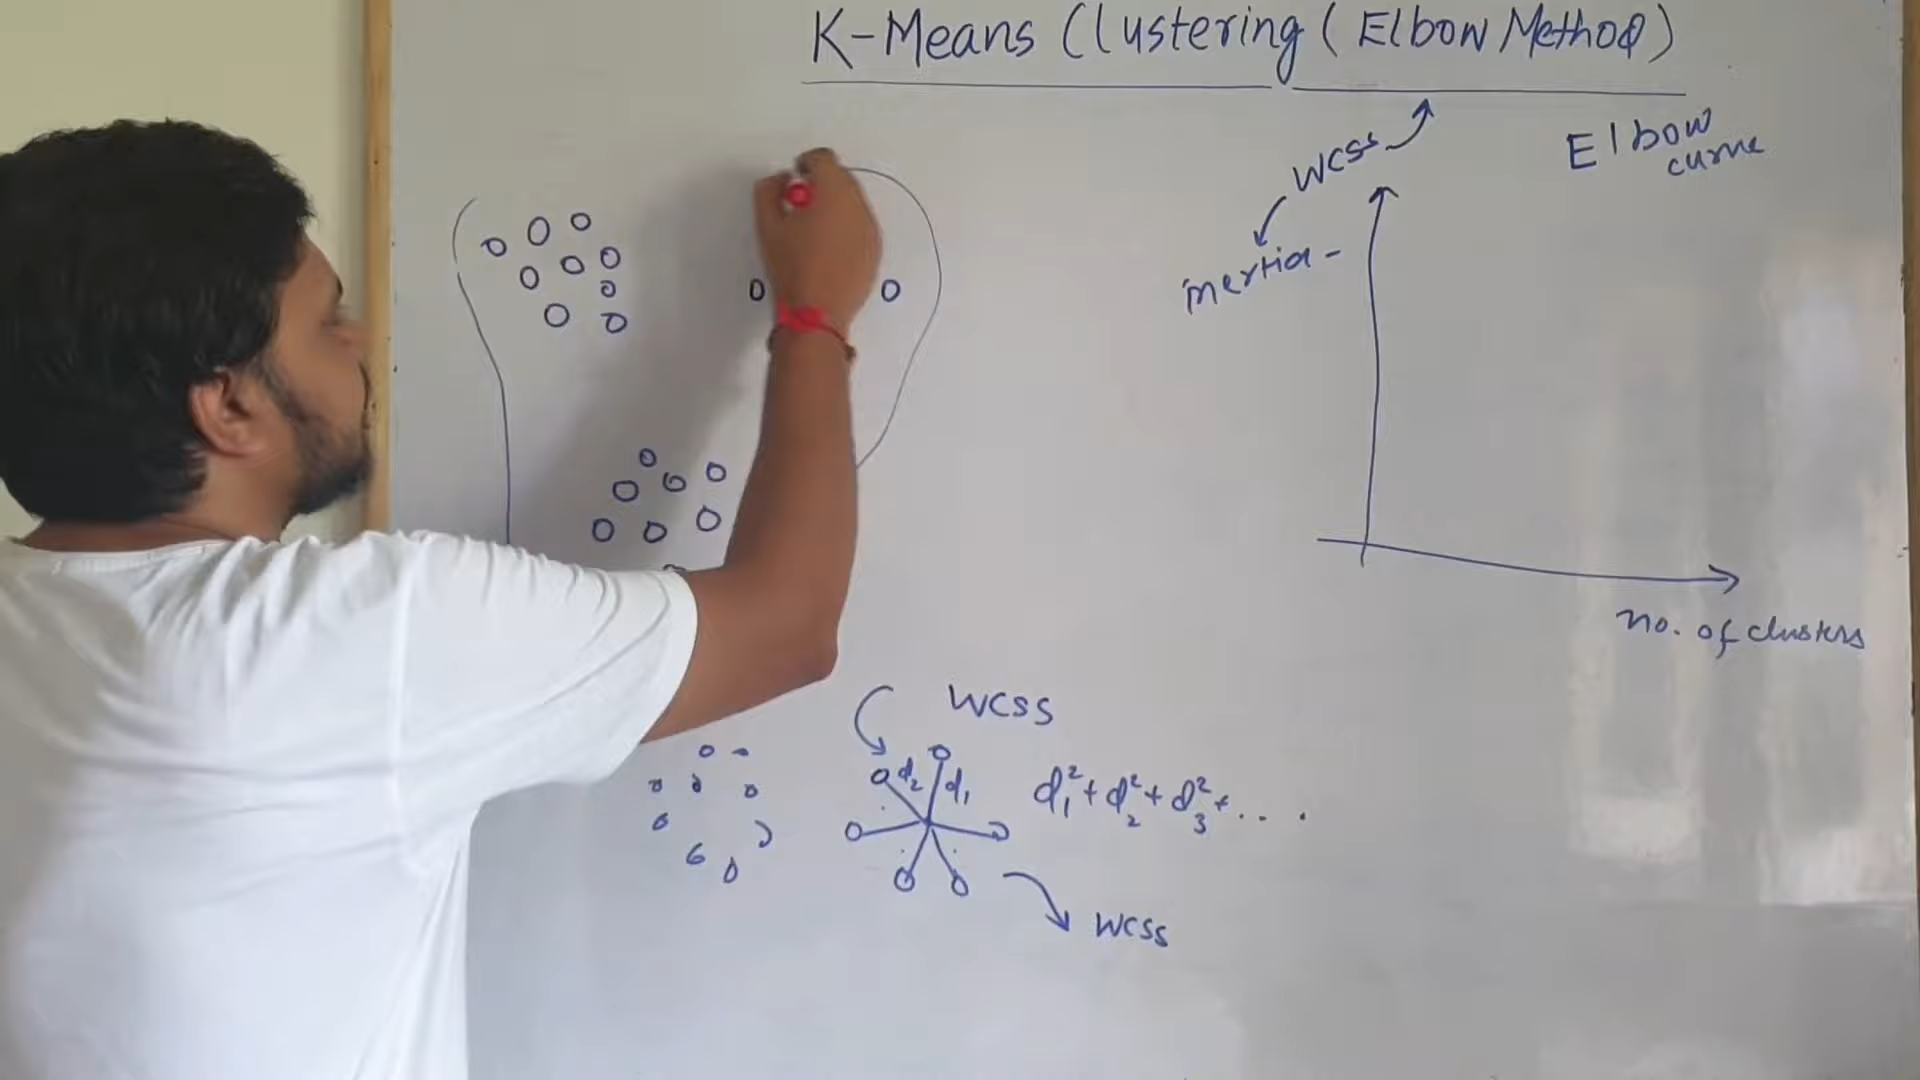 K-Means Clustering (Elbow Method)
WCSS
Elbow
curve
inertia -
no. of clusters
WCSS
d₂ d₁
d₁² + d₂² + d₃² + ....
WCSS